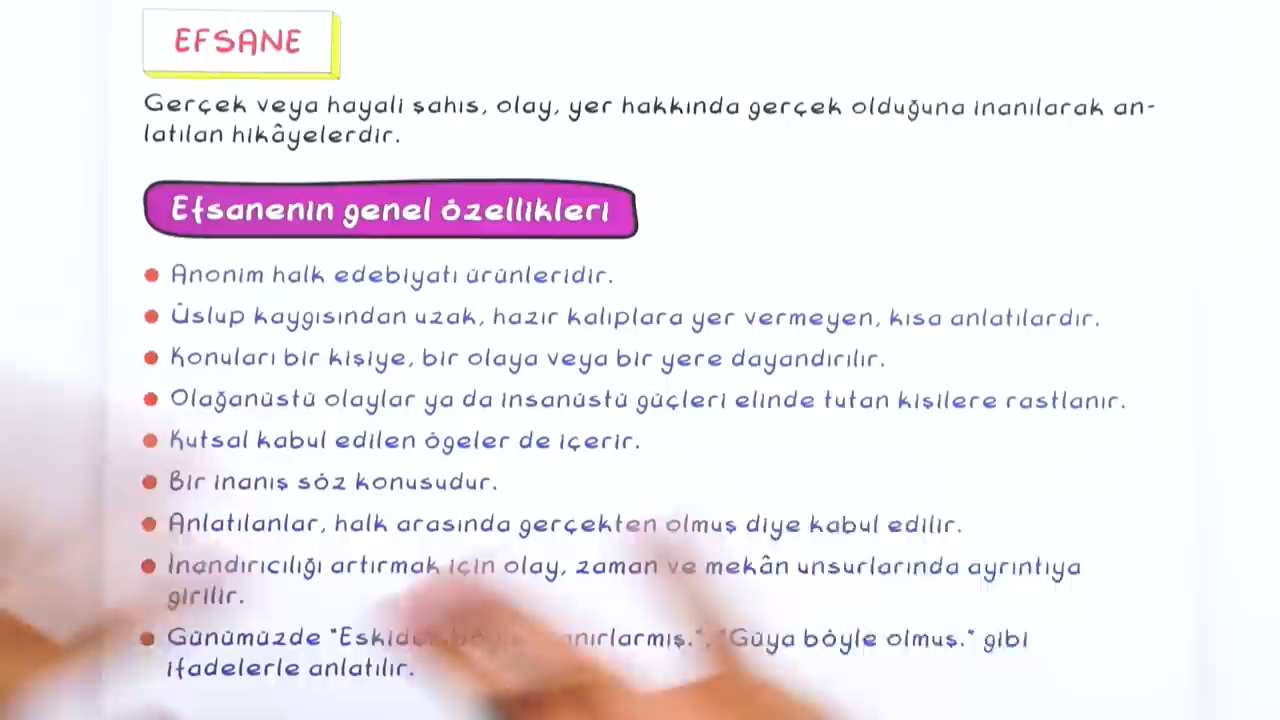 EFSANE
Gerçek veya hayali şahıs, olay, yer hakkında gerçek olduğuna inanılarak an-
latılan hikâyelerdir.
Efsanenin genel özellikleri
Anonim halk edebiyatı ürünleridir.
Üslup kaygısından uzak, hazır kalıplara yer vermeyen, kısa anlatılardır.
Konuları bir kişiye, bir olaya veya bir yere dayandırılır.
Olağanüstü olaylar ya da insanüstü güçleri elinde tutan kişilere rastlanır.
Kutsal kabul edilen ögeler de içerir.
Bir inanış söz konusudur.
Anlatılanlar, halk arasında gerçekten olmuş diye kabul edilir.
İnandırıcılığı artırmak için olay, zaman ve mekân unsurlarında ayrıntıya
girilir.
Günümüzde "Eskiden böyle "Güya böyle olmuş." gibi
ifadelerle anlatılır.